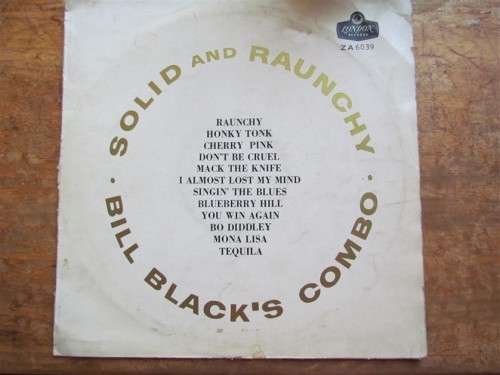 LONDON
RECORDS
ZA 6039
SOLID AND RAUNCHY
RAUNCHY
HONKY TONK
CHERRY PINK
DON'T BE CRUEL
MACK THE KNIFE
I ALMOST LOST MY MIND
SINGIN' THE BLUES
BLUEBERRY HILL
YOU WIN AGAIN
BO DIDDLEY
MONA LISA
TEQUILA
· BILL BLACK'S COMBO ·